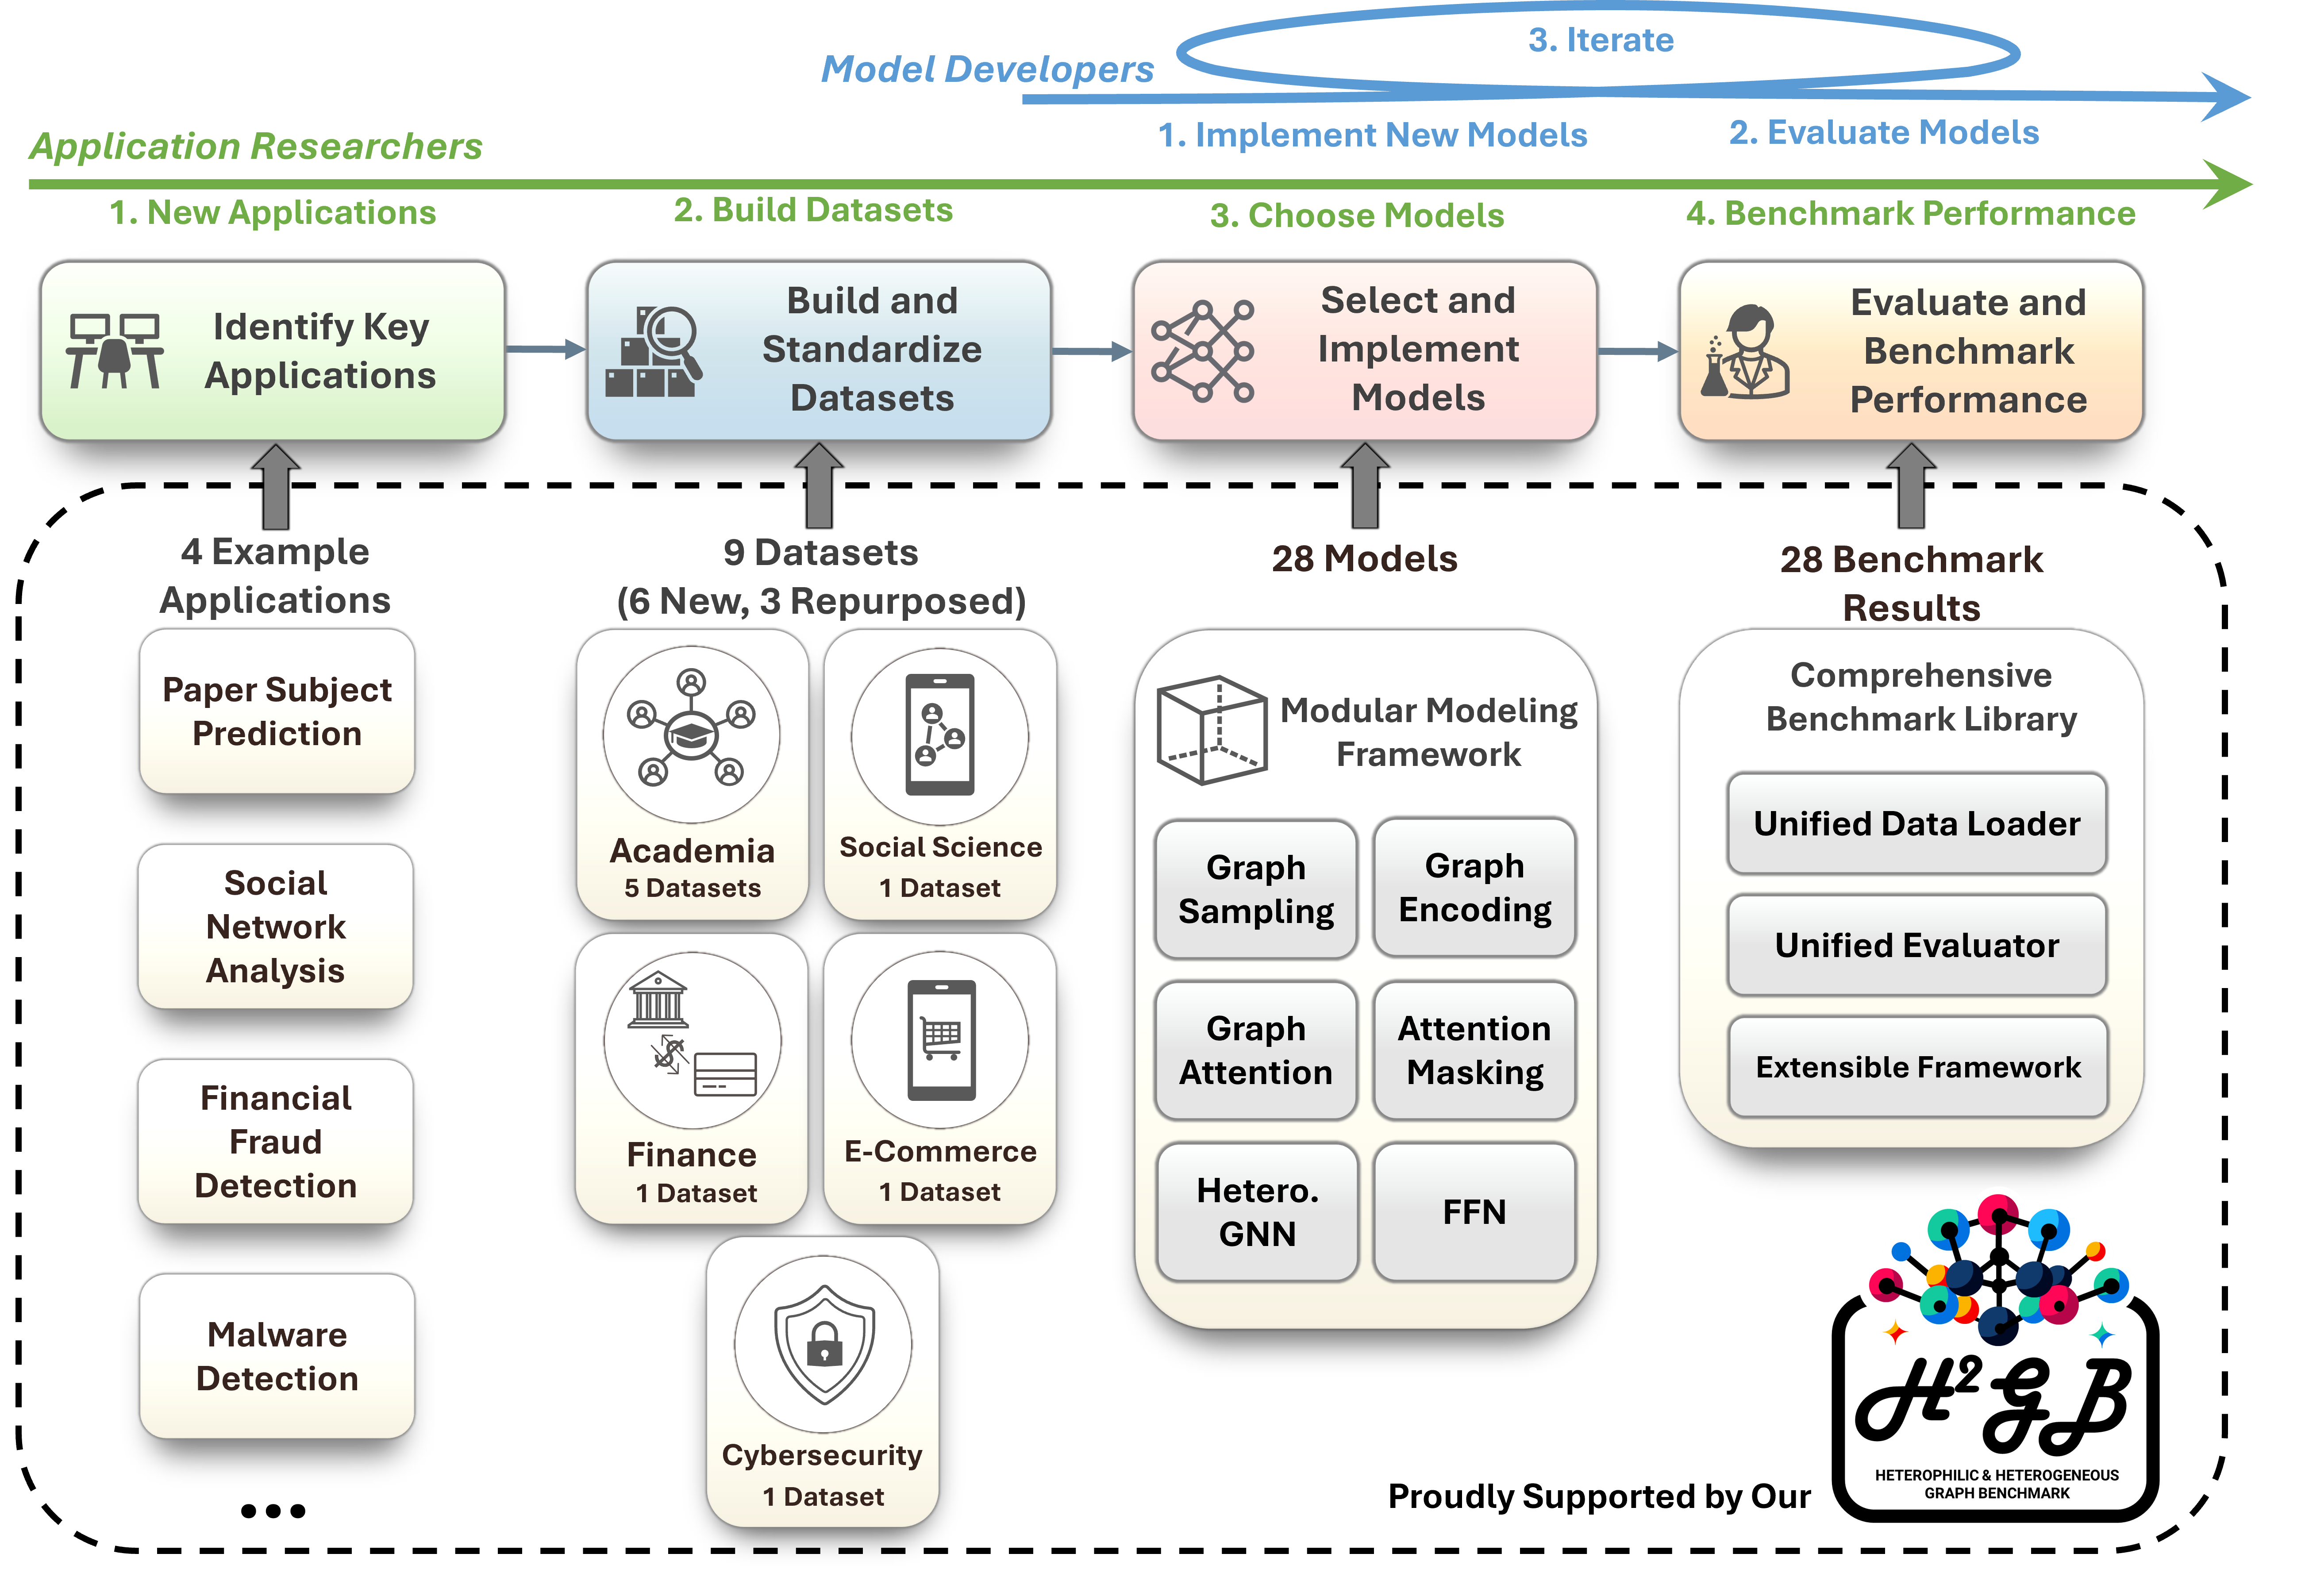 3. Iterate
Model Developers
1. Implement New Models
2. Evaluate Models
Application Researchers
1. New Applications
2. Build Datasets
3. Choose Models
4. Benchmark Performance
Identify Key
Applications
Build and
Standardize
Datasets
Select and
Implement
Models
Evaluate and
Benchmark
Performance
4 Example
Applications
Paper Subject
Prediction
Social
Network
Analysis
Financial
Fraud
Detection
Malware
Detection
...
9 Datasets
(6 New, 3 Repurposed)
Academia
5 Datasets
Social Science
1 Dataset
Finance
1 Dataset
E-Commerce
1 Dataset
Cybersecurity
1 Dataset
28 Models
Modular Modeling
Framework
Graph
Sampling
Graph
Encoding
Graph
Attention
Attention
Masking
Hetero.
GNN
FFN
28 Benchmark
Results
Comprehensive
Benchmark Library
Unified Data Loader
Unified Evaluator
Extensible Framework
Proudly Supported by Our
H²GB
HETEROPHILIC & HETEROGENEOUS
GRAPH BENCHMARK